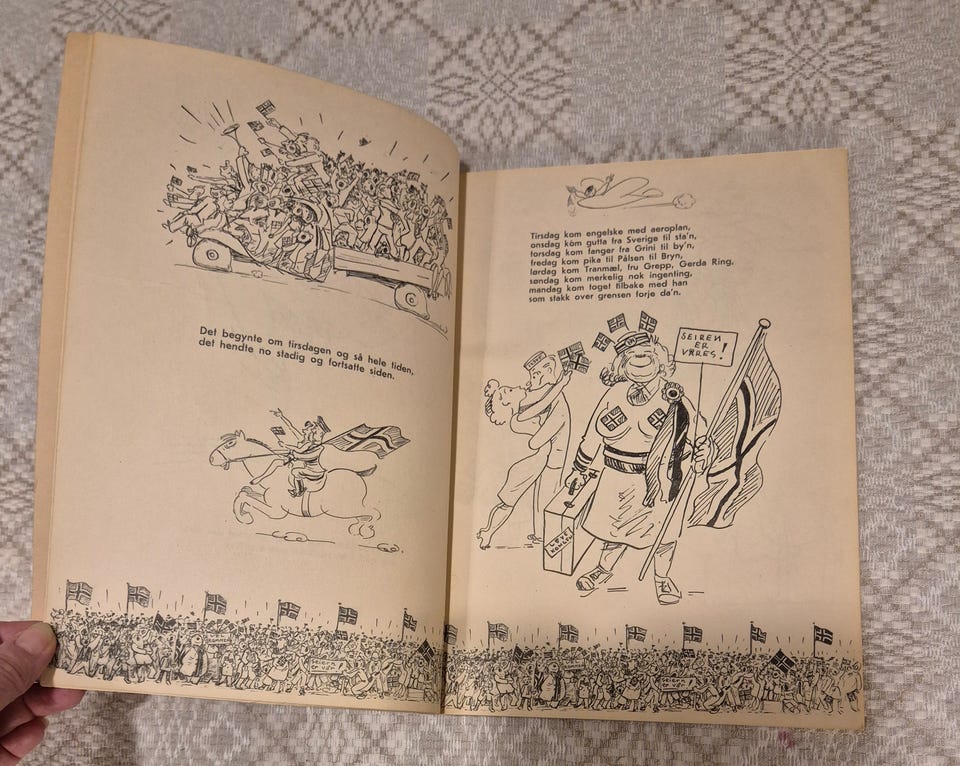 Det begynte om tirsdagen og så hele tiden,
det hendte no stadig og fortsatte siden.
Tirsdag kom engelske med aeroplan,
onsdag kom gutta fra Sverige til sta'n,
torsdag kom fanger fra Grini til by'n,
fredag kom pike til Pålsen til Bryn,
lørdag kom Tranmæl, fru Grepp, Gerda Ring,
søndag kom merkelig nok ingenting,
mandag kom toget tilbake med han
som stakk over grensen forje da'n.
SEIREN
ER
VÅRES!
LEVE